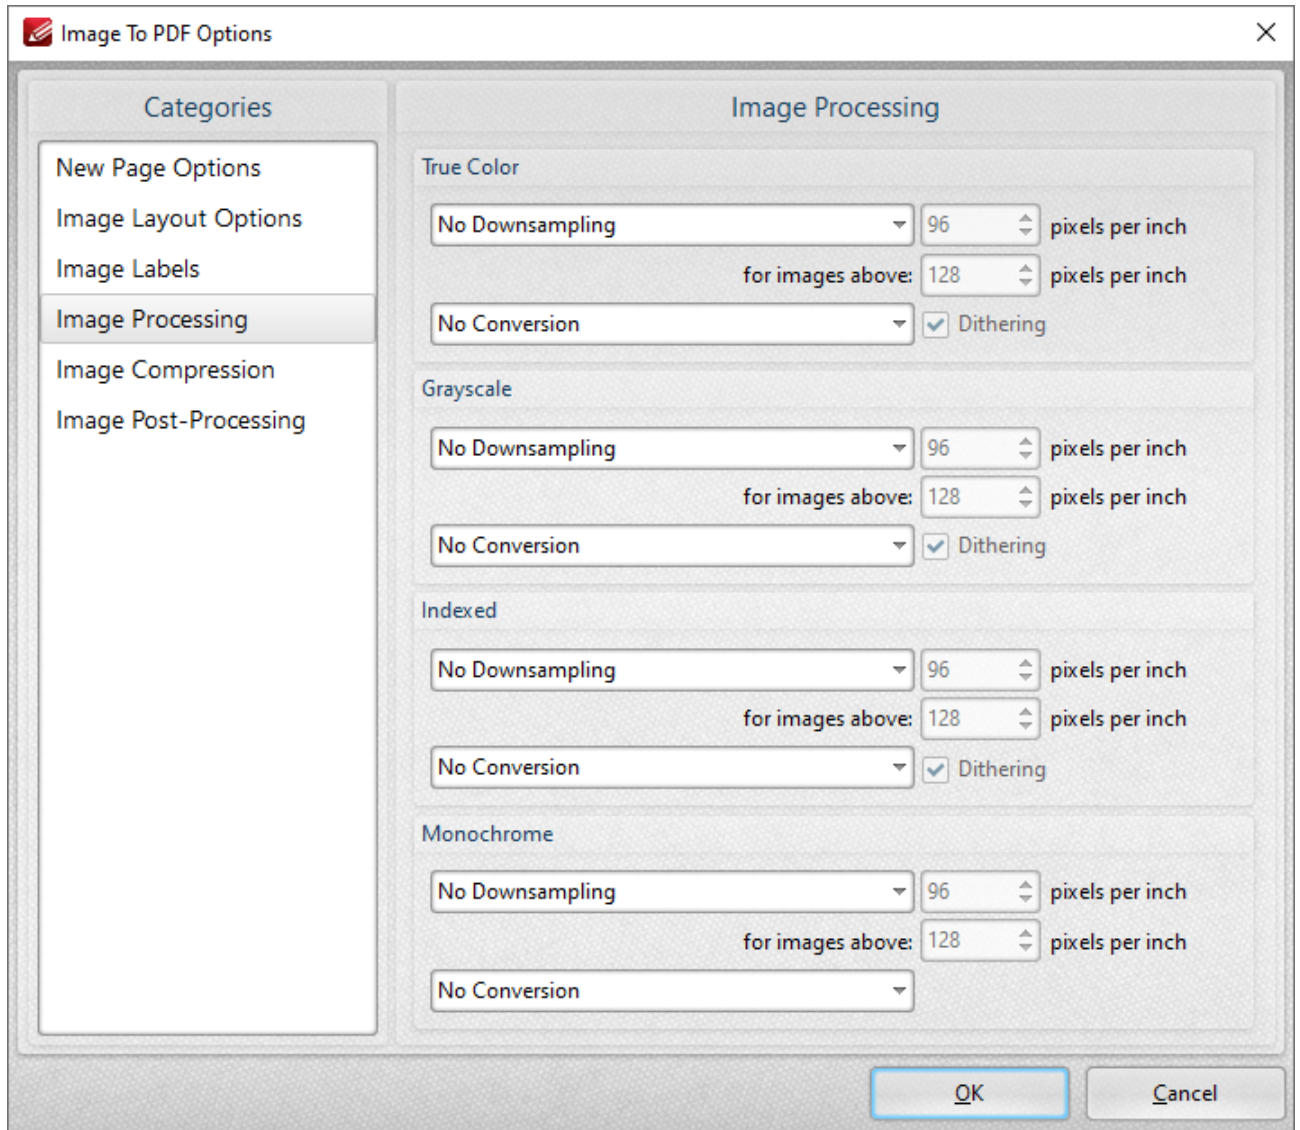 Image To PDF Options
Categories
New Page Options
Image Layout Options
Image Labels
Image Processing
Image Compression
Image Post-Processing
Image Processing
True Color
No Downsampling 96 pixels per inch
for images above: 128 pixels per inch
No Conversion Dithering
Grayscale
No Downsampling 96 pixels per inch
for images above: 128 pixels per inch
No Conversion Dithering
Indexed
No Downsampling 96 pixels per inch
for images above: 128 pixels per inch
No Conversion Dithering
Monochrome
No Downsampling 96 pixels per inch
for images above: 128 pixels per inch
No Conversion
OK Cancel